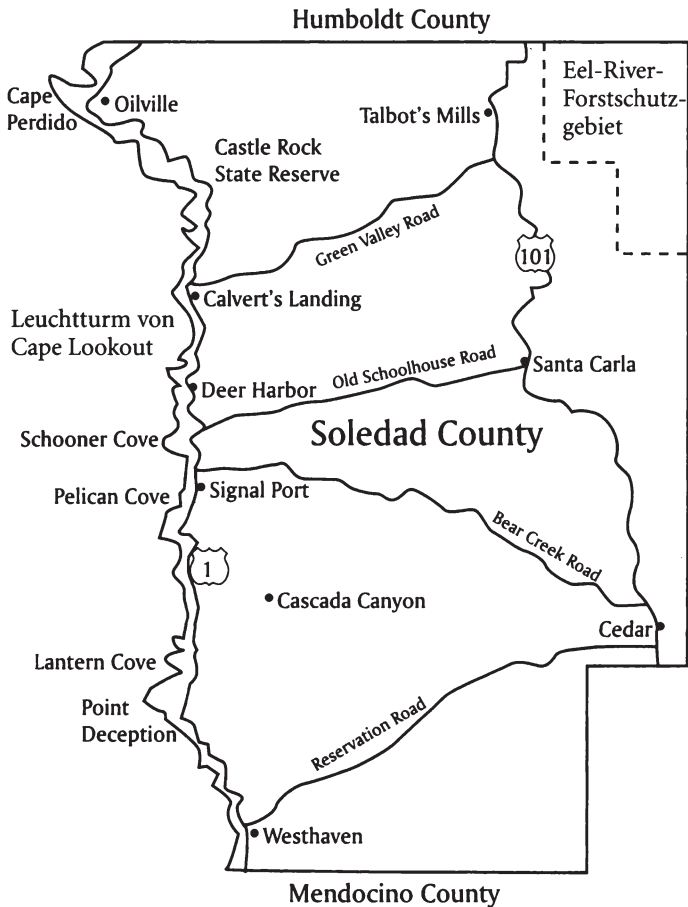 Humboldt County
Eel-River-
Forstschutz-
gebiet
Cape
Perdido
Oilville
Talbot's Mills
Castle Rock
State Reserve
Green Valley Road
101
Calvert's Landing
Leuchtturm von
Cape Lookout
Old Schoolhouse Road
Santa Carla
Deer Harbor
Schooner Cove
Soledad County
Pelican Cove
Signal Port
Bear Creek Road
1
Cascada Canyon
Cedar
Lantern Cove
Point
Deception
Reservation Road
Westhaven
Mendocino County